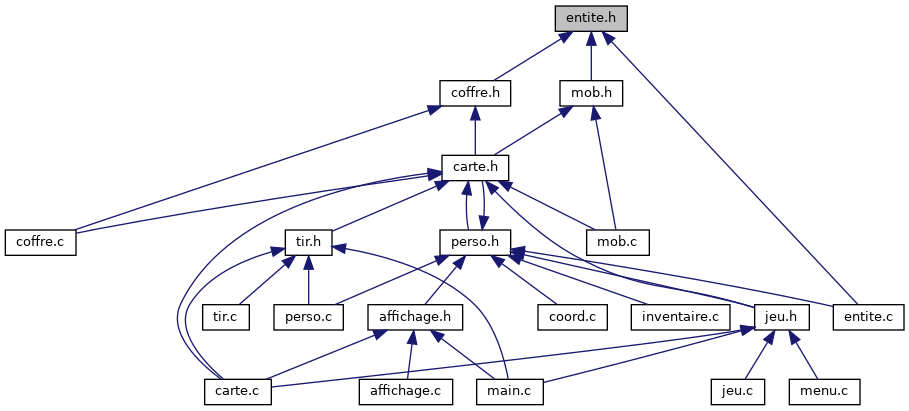 entite.h
coffre.h
mob.h
carte.h
coffre.c
tir.h
perso.h
mob.c
tir.c
perso.c
affichage.h
coord.c
inventaire.c
jeu.h
entite.c
carte.c
affichage.c
main.c
jeu.c
menu.c